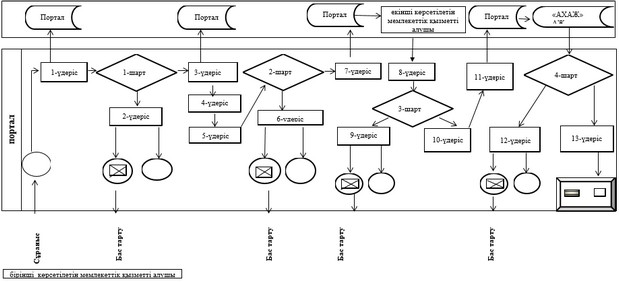 Портал
Портал
Портал
екінші көрсетілетін
мемлекеттік қызметті
алушы
Портал
«АХАЖ»
АЖ
портал
1-үдеріс
1-шарт
2-үдеріс
3-үдеріс
4-үдеріс
5-үдеріс
2-шарт
6-үдеріс
7-үдеріс
8-үдеріс
3-шарт
9-үдеріс
10-үдеріс
11-үдеріс
4-шарт
12-үдеріс
13-үдеріс
Сұраныс
Бас тарту
Бас тарту
Бас тарту
Бас тарту
бірінші көрсетілетін мемлекеттік қызметті алушы